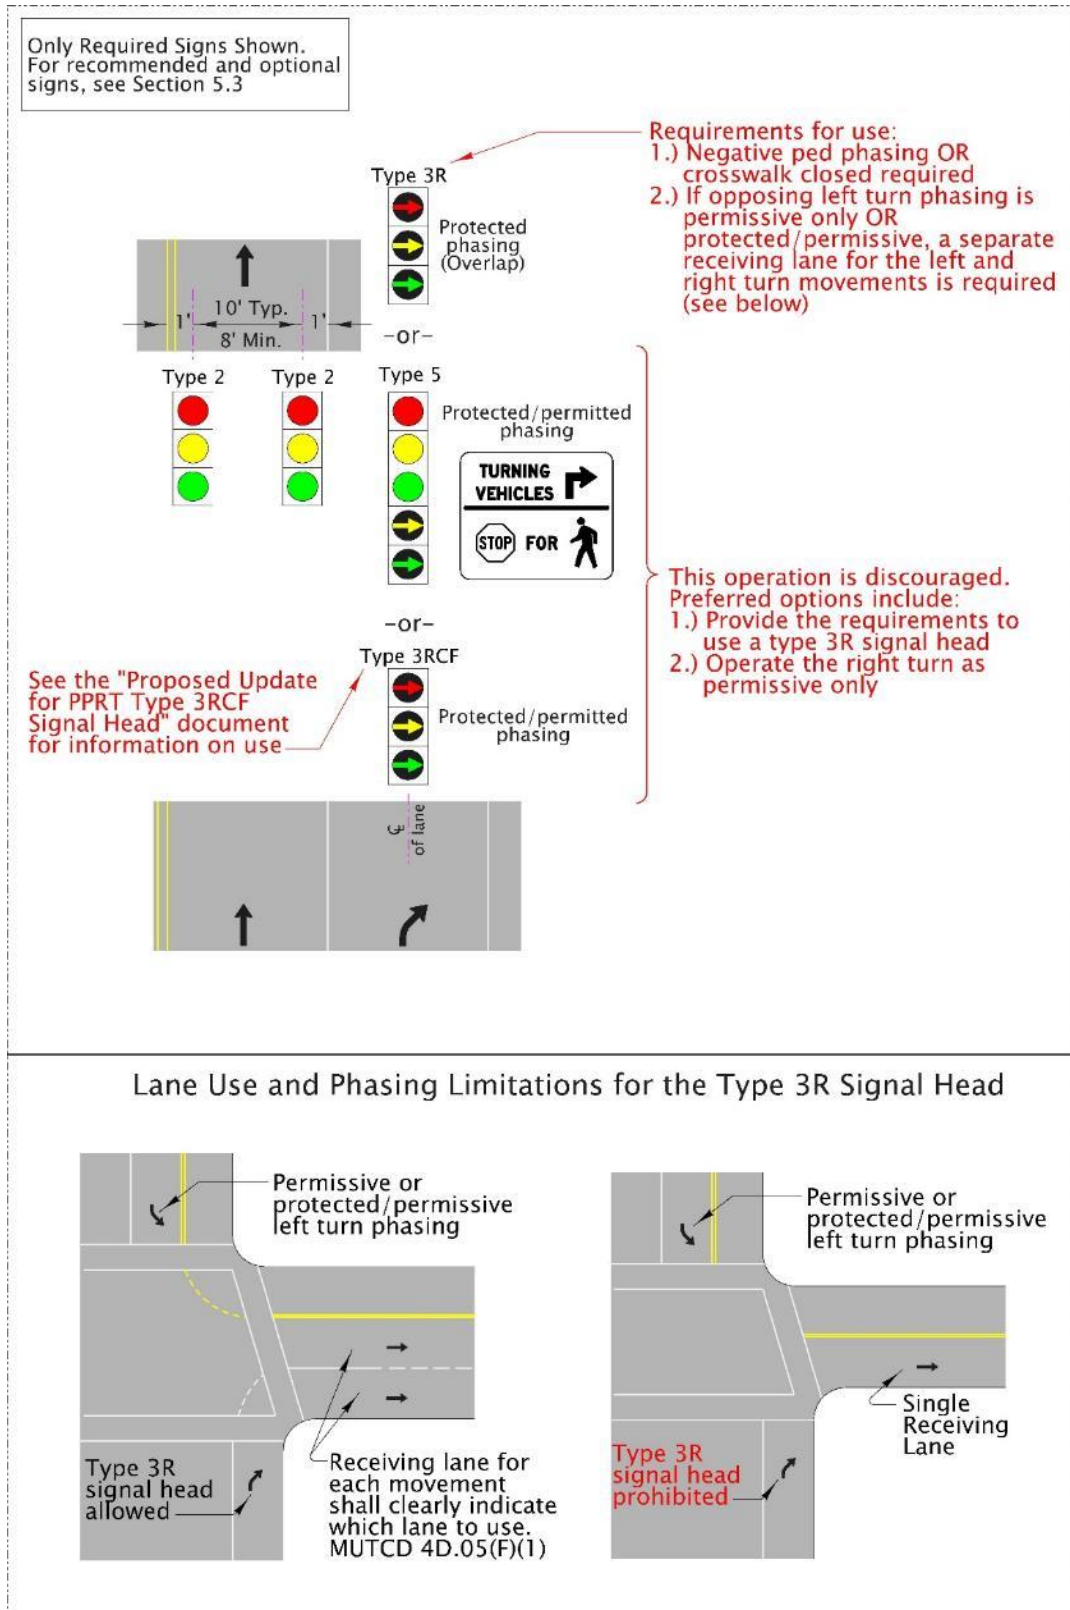 Only Required Signs Shown.
For recommended and optional
signs, see Section 5.3
Requirements for use:
1.) Negative ped phasing OR
crosswalk closed required
2.) If opposing left turn phasing is
permissive only OR
protected/permissive, a separate
receiving lane for the left and
right turn movements is required
(see below)
Type 3R
Protected
phasing
(Overlap)
1'
10' Typ.
1'
8' Min.
-or-
Type 2
Type 2
Type 5
Protected/permitted
phasing
TURNING
VEHICLES
STOP FOR
This operation is discouraged.
Preferred options include:
1.) Provide the requirements to
use a type 3R signal head
2.) Operate the right turn as
permissive only
-or-
Type 3RCF
See the "Proposed Update
for PPRT Type 3RCF
Signal Head" document
for information on use
Protected/permitted
phasing
℄
of lane
Lane Use and Phasing Limitations for the Type 3R Signal Head
Permissive or
protected/permissive
left turn phasing
Type 3R
signal head
allowed
Receiving lane for
each movement
shall clearly indicate
which lane to use.
MUTCD 4D.05(F)(1)
Permissive or
protected/permissive
left turn phasing
Single
Receiving
Lane
Type 3R
signal head
prohibited